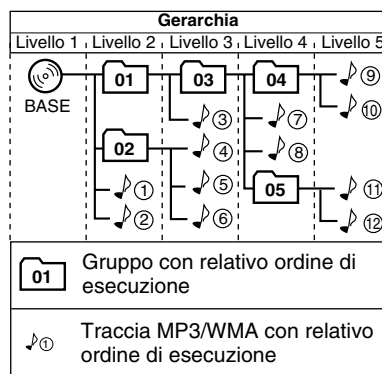 Gerarchia
Livello 1 Livello 2 Livello 3 Livello 4 Livello 5
01 03 04 ⑨
BASE
⑩
③ ⑦
02 ④ ⑧
① ⑤ 05 ⑪
② ⑥ ⑫
01 Gruppo con relativo ordine di
esecuzione
① Traccia MP3/WMA con relativo
ordine di esecuzione